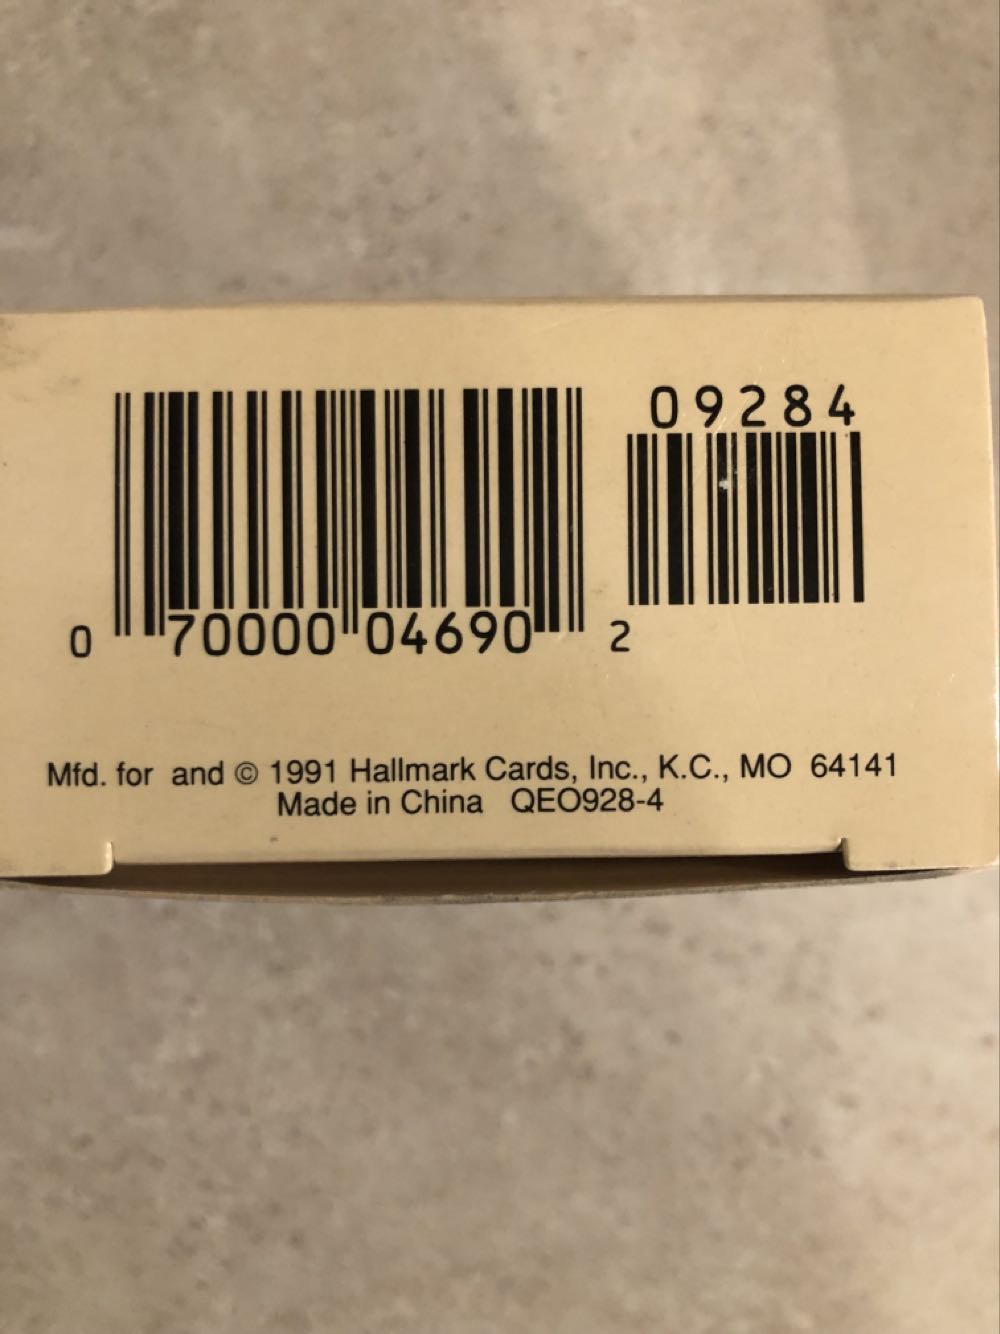 09284
0 70000 04690 2
Mfd. for and © 1991 Hallmark Cards, Inc., K.C., MO 64141
Made in China QEO928-4